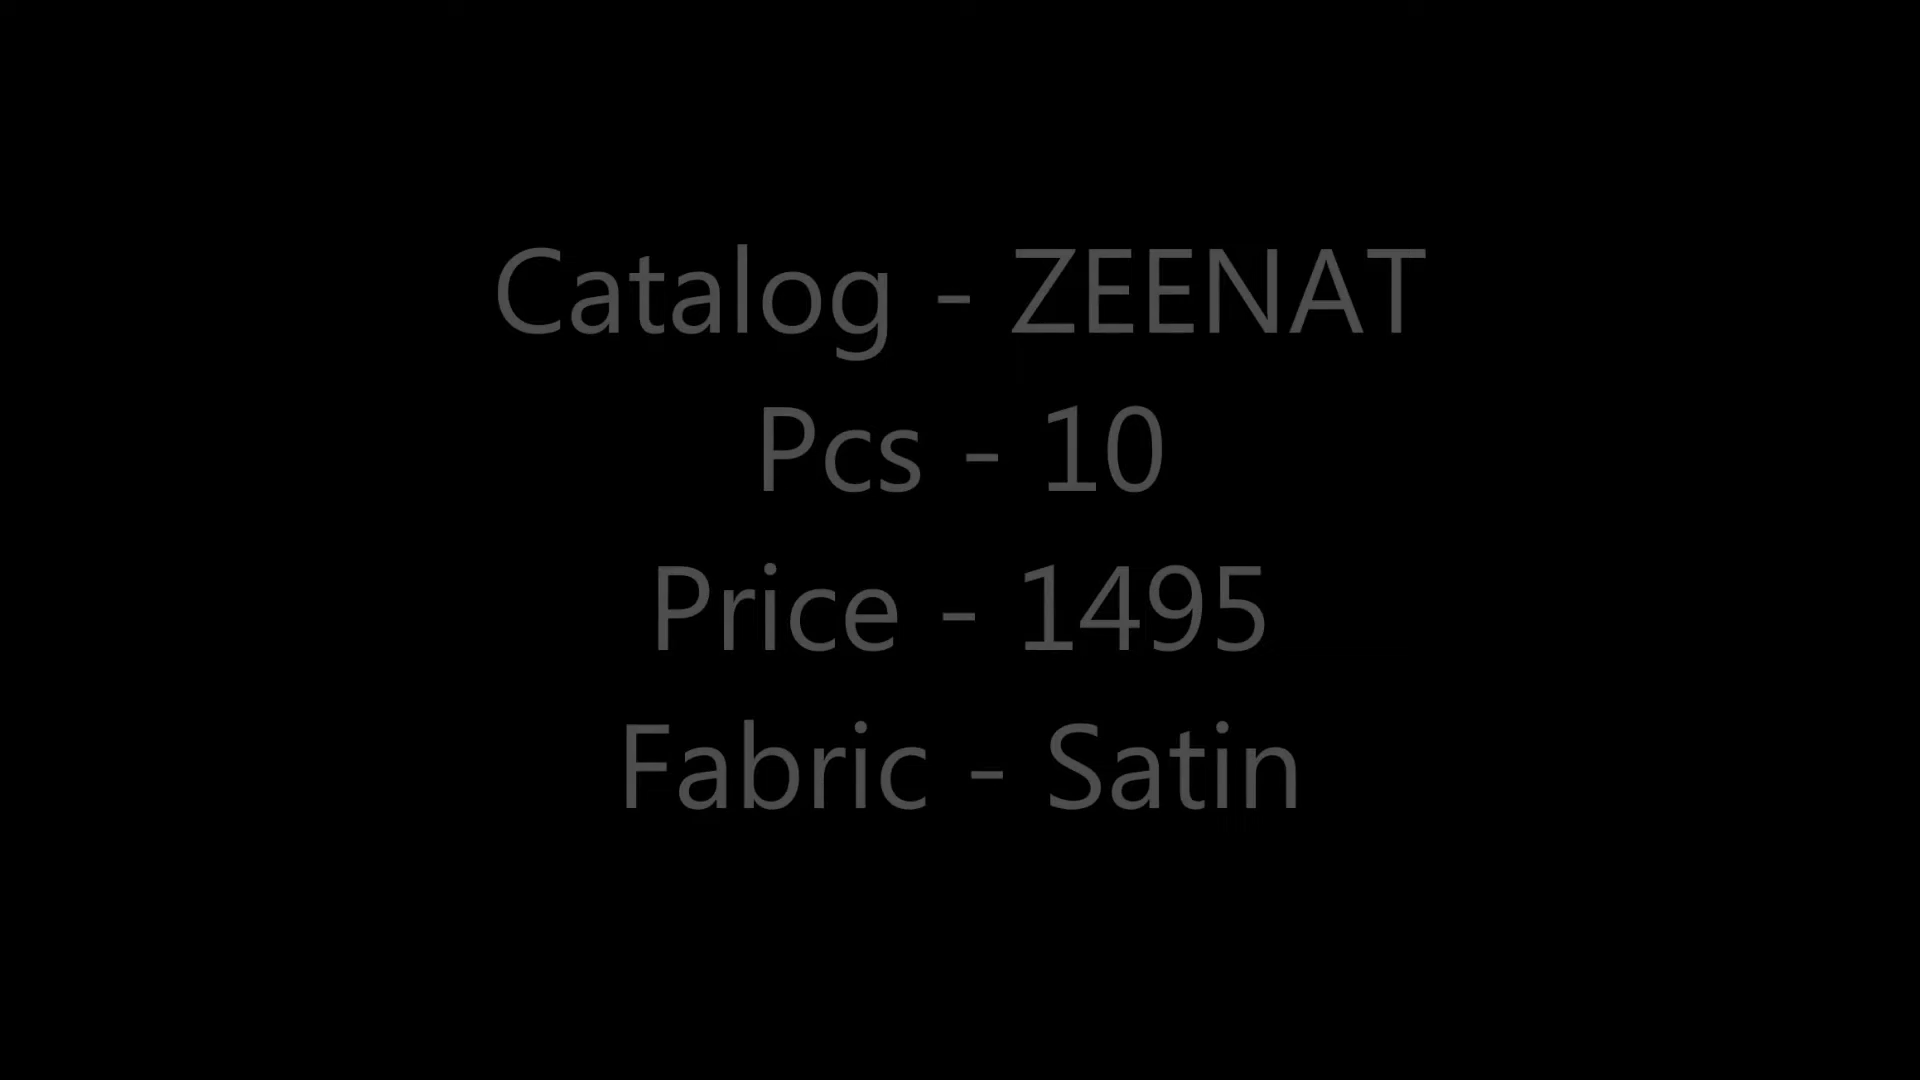 Catalog - ZEENAT
Pcs - 10
Price - 1495
Fabric - Satin